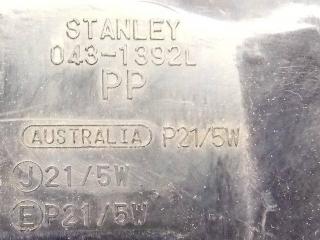 STANLEY
043-1392L
PP
AUSTRALIA P21/5W
J 21/5W
E P21/5W